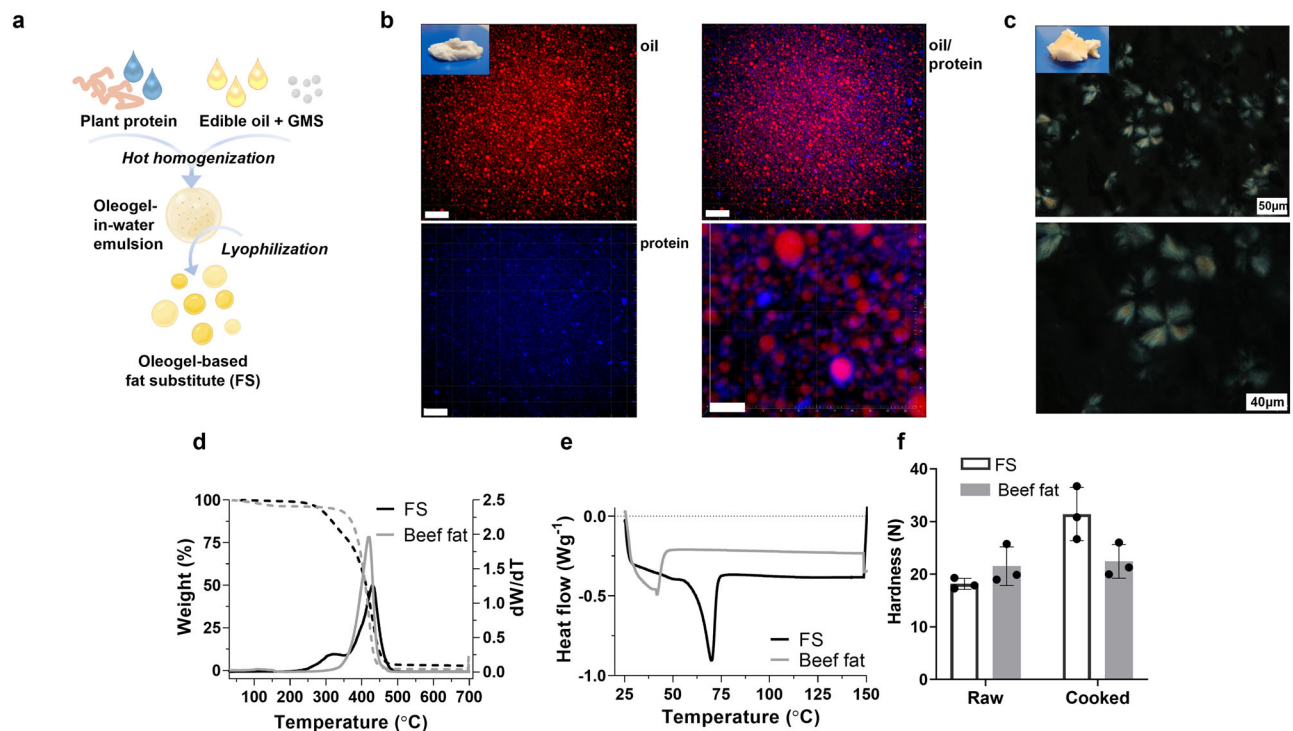 a
Plant protein
Edible oil + GMS
Hot homogenization
Oleogel-
in-water
emulsion
Lyophilization
Oleogel-based
fat substitute (FS)
b
oil
oil/
protein
protein
c
50µm
40µm
d
FS
Beef fat
Weight (%)
100
75
50
25
0
dW/dT
2.5
2.0
1.5
1.0
0.5
0.0
100 200 300 400 500 600 700
Temperature (°C)
e
Heat flow (Wg-1)
0.0
-0.5
-1.0
FS
Beef fat
25 50 75 100 125 150
Temperature (°C)
f
FS
Beef fat
Hardness (N)
40
30
20
10
0
Raw
Cooked